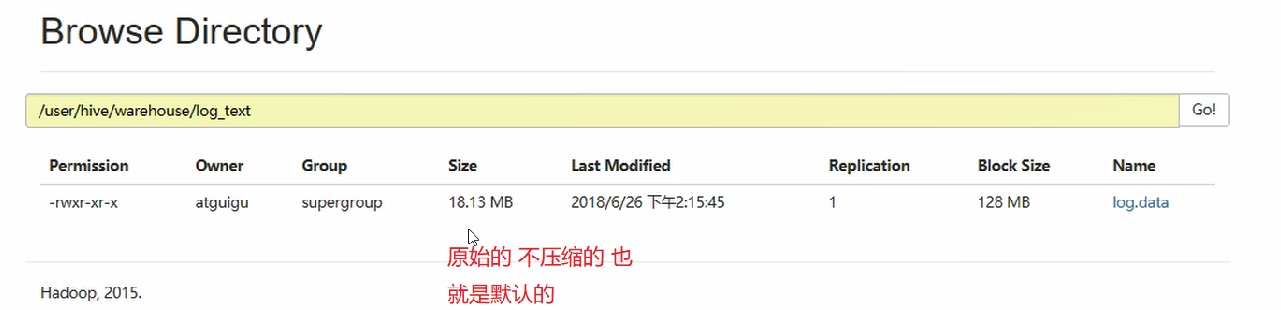 Browse Directory
/user/hive/warehouse/log_text Go!
Permission Owner Group Size Last Modified Replication Block Size Name
-rwxr-xr-x atguigu supergroup 18.13 MB 2018/6/26 下午2:15:45 1 128 MB log.data
原始的 不压缩的 也
就是默认的
Hadoop, 2015.